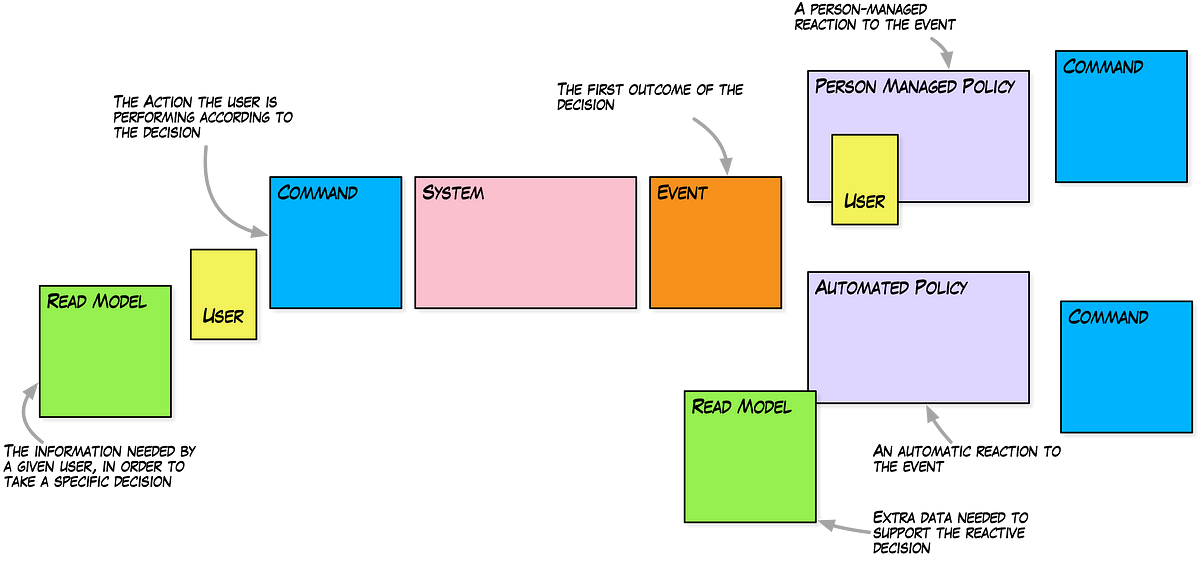 A person-managed
reaction to the event
Command
Person Managed Policy
User
The first outcome of the
decision
The Action the user is
performing according to
the decision
Command
System
Event
User
Read Model
The information needed by
a given user, in order to
take a specific decision
Automated Policy
Command
Read Model
An automatic reaction to
the event
Extra data needed to
support the reactive
decision